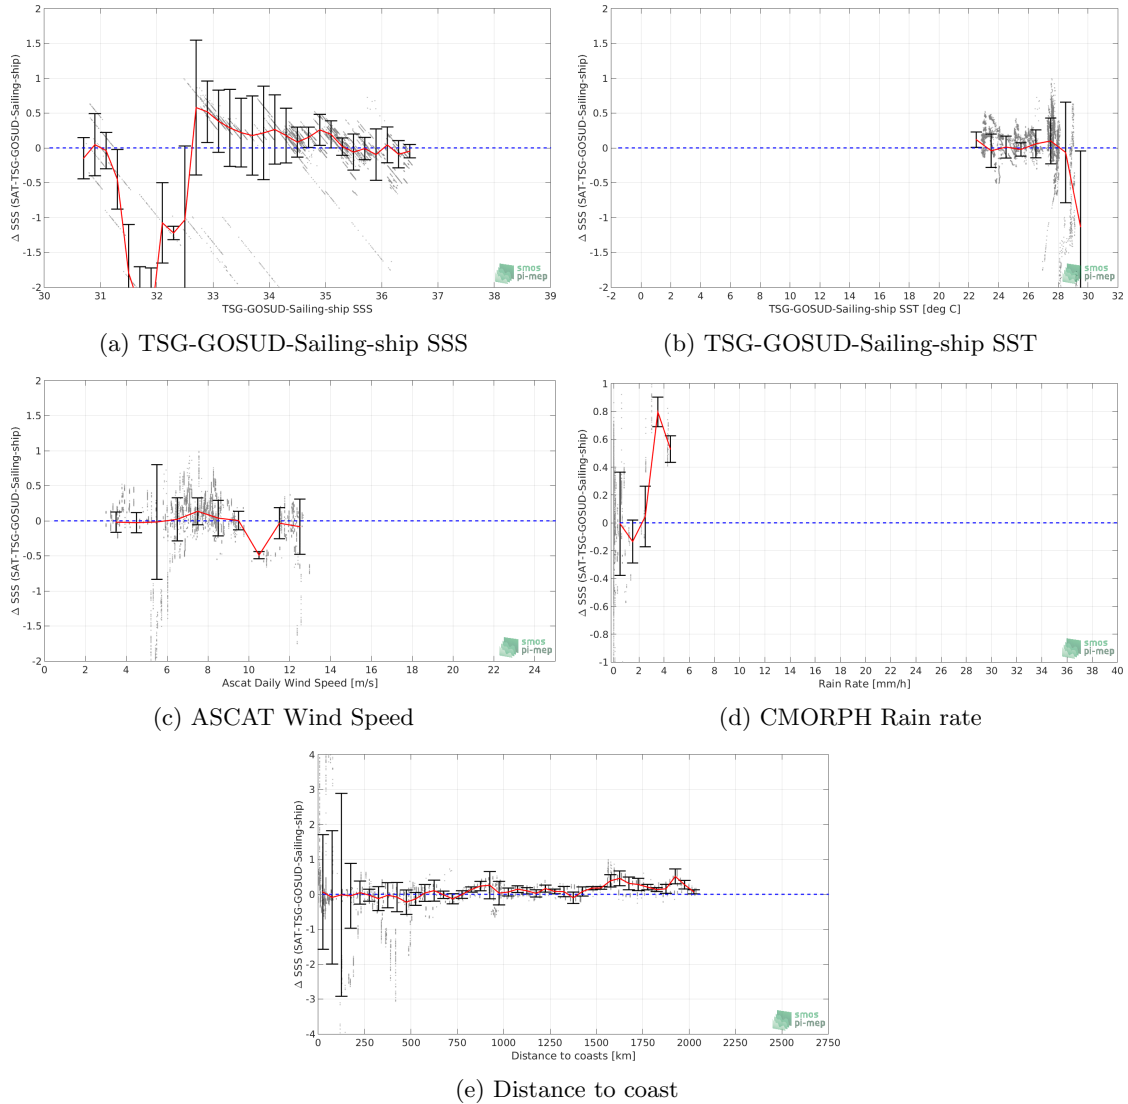 2
1.5
1
0.5
0
-0.5
-1
-1.5
-2
Δ SSS (SAT-TSG-GOSUD-Sailing-ship)
30 31 32 33 34 35 36 37 38 39
TSG-GOSUD-Sailing-ship SSS
smos
pi-mep
(a) TSG-GOSUD-Sailing-ship SSS
2
1.5
1
0.5
0
-0.5
-1
-1.5
-2
Δ SSS (SAT-TSG-GOSUD-Sailing-ship)
-2 0 2 4 6 8 10 12 14 16 18 20 22 24 26 28 30 32
TSG-GOSUD-Sailing-ship SST [deg C]
smos
pi-mep
(b) TSG-GOSUD-Sailing-ship SST
2
1.5
1
0.5
0
-0.5
-1
-1.5
-2
Δ SSS (SAT-TSG-GOSUD-Sailing-ship)
0 2 4 6 8 10 12 14 16 18 20 22 24
Ascat Daily Wind Speed [m/s]
smos
pi-mep
(c) ASCAT Wind Speed
1
0.8
0.6
0.4
0.2
0
-0.2
-0.4
-0.6
-0.8
-1
Δ SSS (SAT-TSG-GOSUD-Sailing-ship)
0 2 4 6 8 10 12 14 16 18 20 22 24 26 28 30 32 34 36 38 40
Rain Rate [mm/h]
smos
pi-mep
(d) CMORPH Rain rate
4
3
2
1
0
-1
-2
-3
-4
Δ SSS (SAT-TSG-GOSUD-Sailing-ship)
0 250 500 750 1000 1250 1500 1750 2000 2250 2500 2750
Distance to coasts [km]
smos
pi-mep
(e) Distance to coast